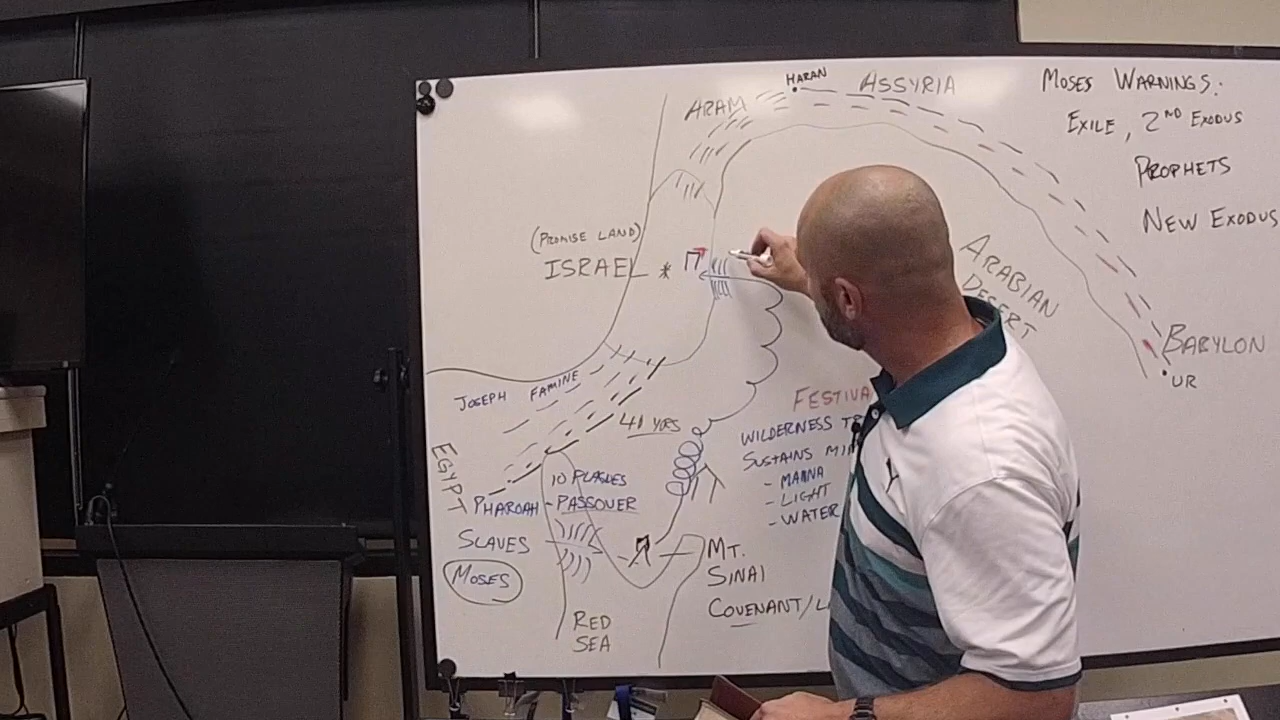 HARAN
ASSYRIA
ARAM
MOSES WARNINGS:
EXILE, 2ND EXODUS
PROPHETS
NEW EXODUS
(PROMISE LAND)
ISRAEL
ARABIAN
DESERT
BABYLON
UR
JOSEPH FAMINE
40 YRS
FESTIVA
WILDERNESS
SUSTAINS
- MANNA
- LIGHT
- WATER
EGYPT
10 PLAGUES
PHAROAH - PASSOVER
SLAVES
MOSES
MT.
SINAI
COVENANT/
RED
SEA